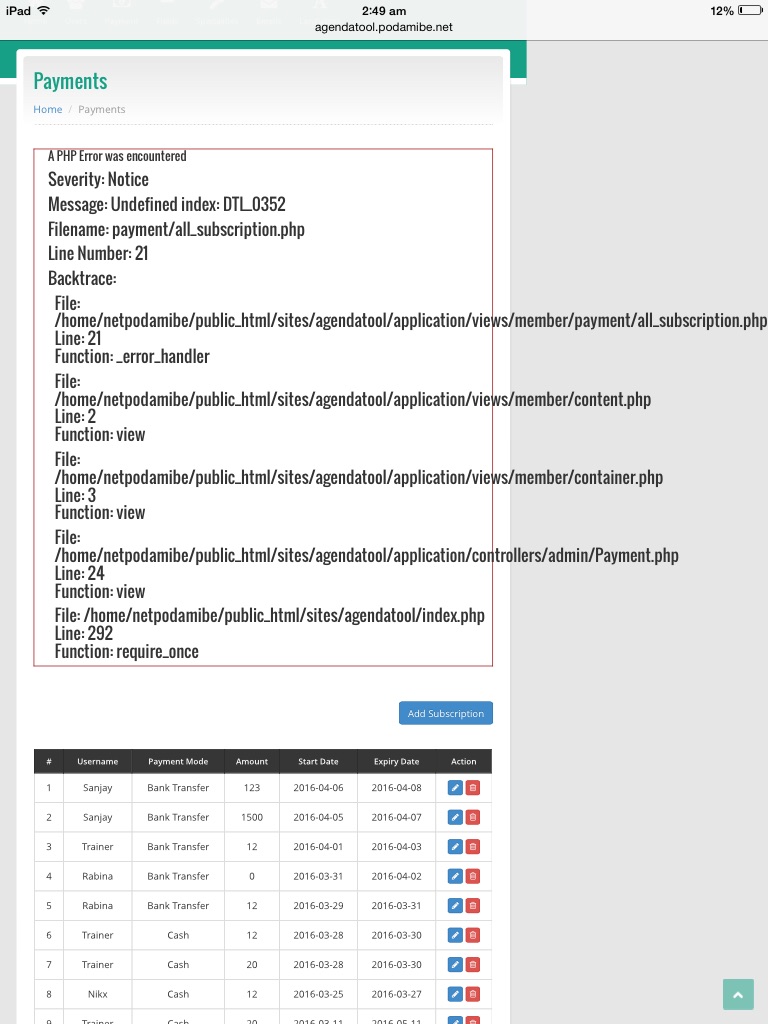 iPad 2:49 am 12%
agendatool.podamibe.net
Payments
Home / Payments
A PHP Error was encountered
Severity: Notice
Message: Undefined index: DTL_0352
Filename: payment/all_subscription.php
Line Number: 21
Backtrace:
File:
/home/netpodamibe/public_html/sites/agendatool/application/views/member/payment/all_subscription.php
Line: 21
Function: _error_handler
File:
/home/netpodamibe/public_html/sites/agendatool/application/views/member/content.php
Line: 2
Function: view
File:
/home/netpodamibe/public_html/sites/agendatool/application/views/member/container.php
Line: 3
Function: view
File:
/home/netpodamibe/public_html/sites/agendatool/application/controllers/admin/Payment.php
Line: 24
Function: view
File: /home/netpodamibe/public_html/sites/agendatool/index.php
Line: 292
Function: require_once
Add Subscription
# Username Payment Mode Amount Start Date Expiry Date Action
1 Sanjay Bank Transfer 123 2016-04-06 2016-04-08
2 Sanjay Bank Transfer 1500 2016-04-05 2016-04-07
3 Trainer Bank Transfer 12 2016-04-01 2016-04-03
4 Rabina Bank Transfer 0 2016-03-31 2016-04-02
5 Rabina Bank Transfer 12 2016-03-29 2016-03-31
6 Trainer Cash 12 2016-03-28 2016-03-30
7 Trainer Cash 20 2016-03-28 2016-03-30
8 Nikx Cash 12 2016-03-25 2016-03-27
9 Trainer Cash 20 2016-03-11 2016-05-11